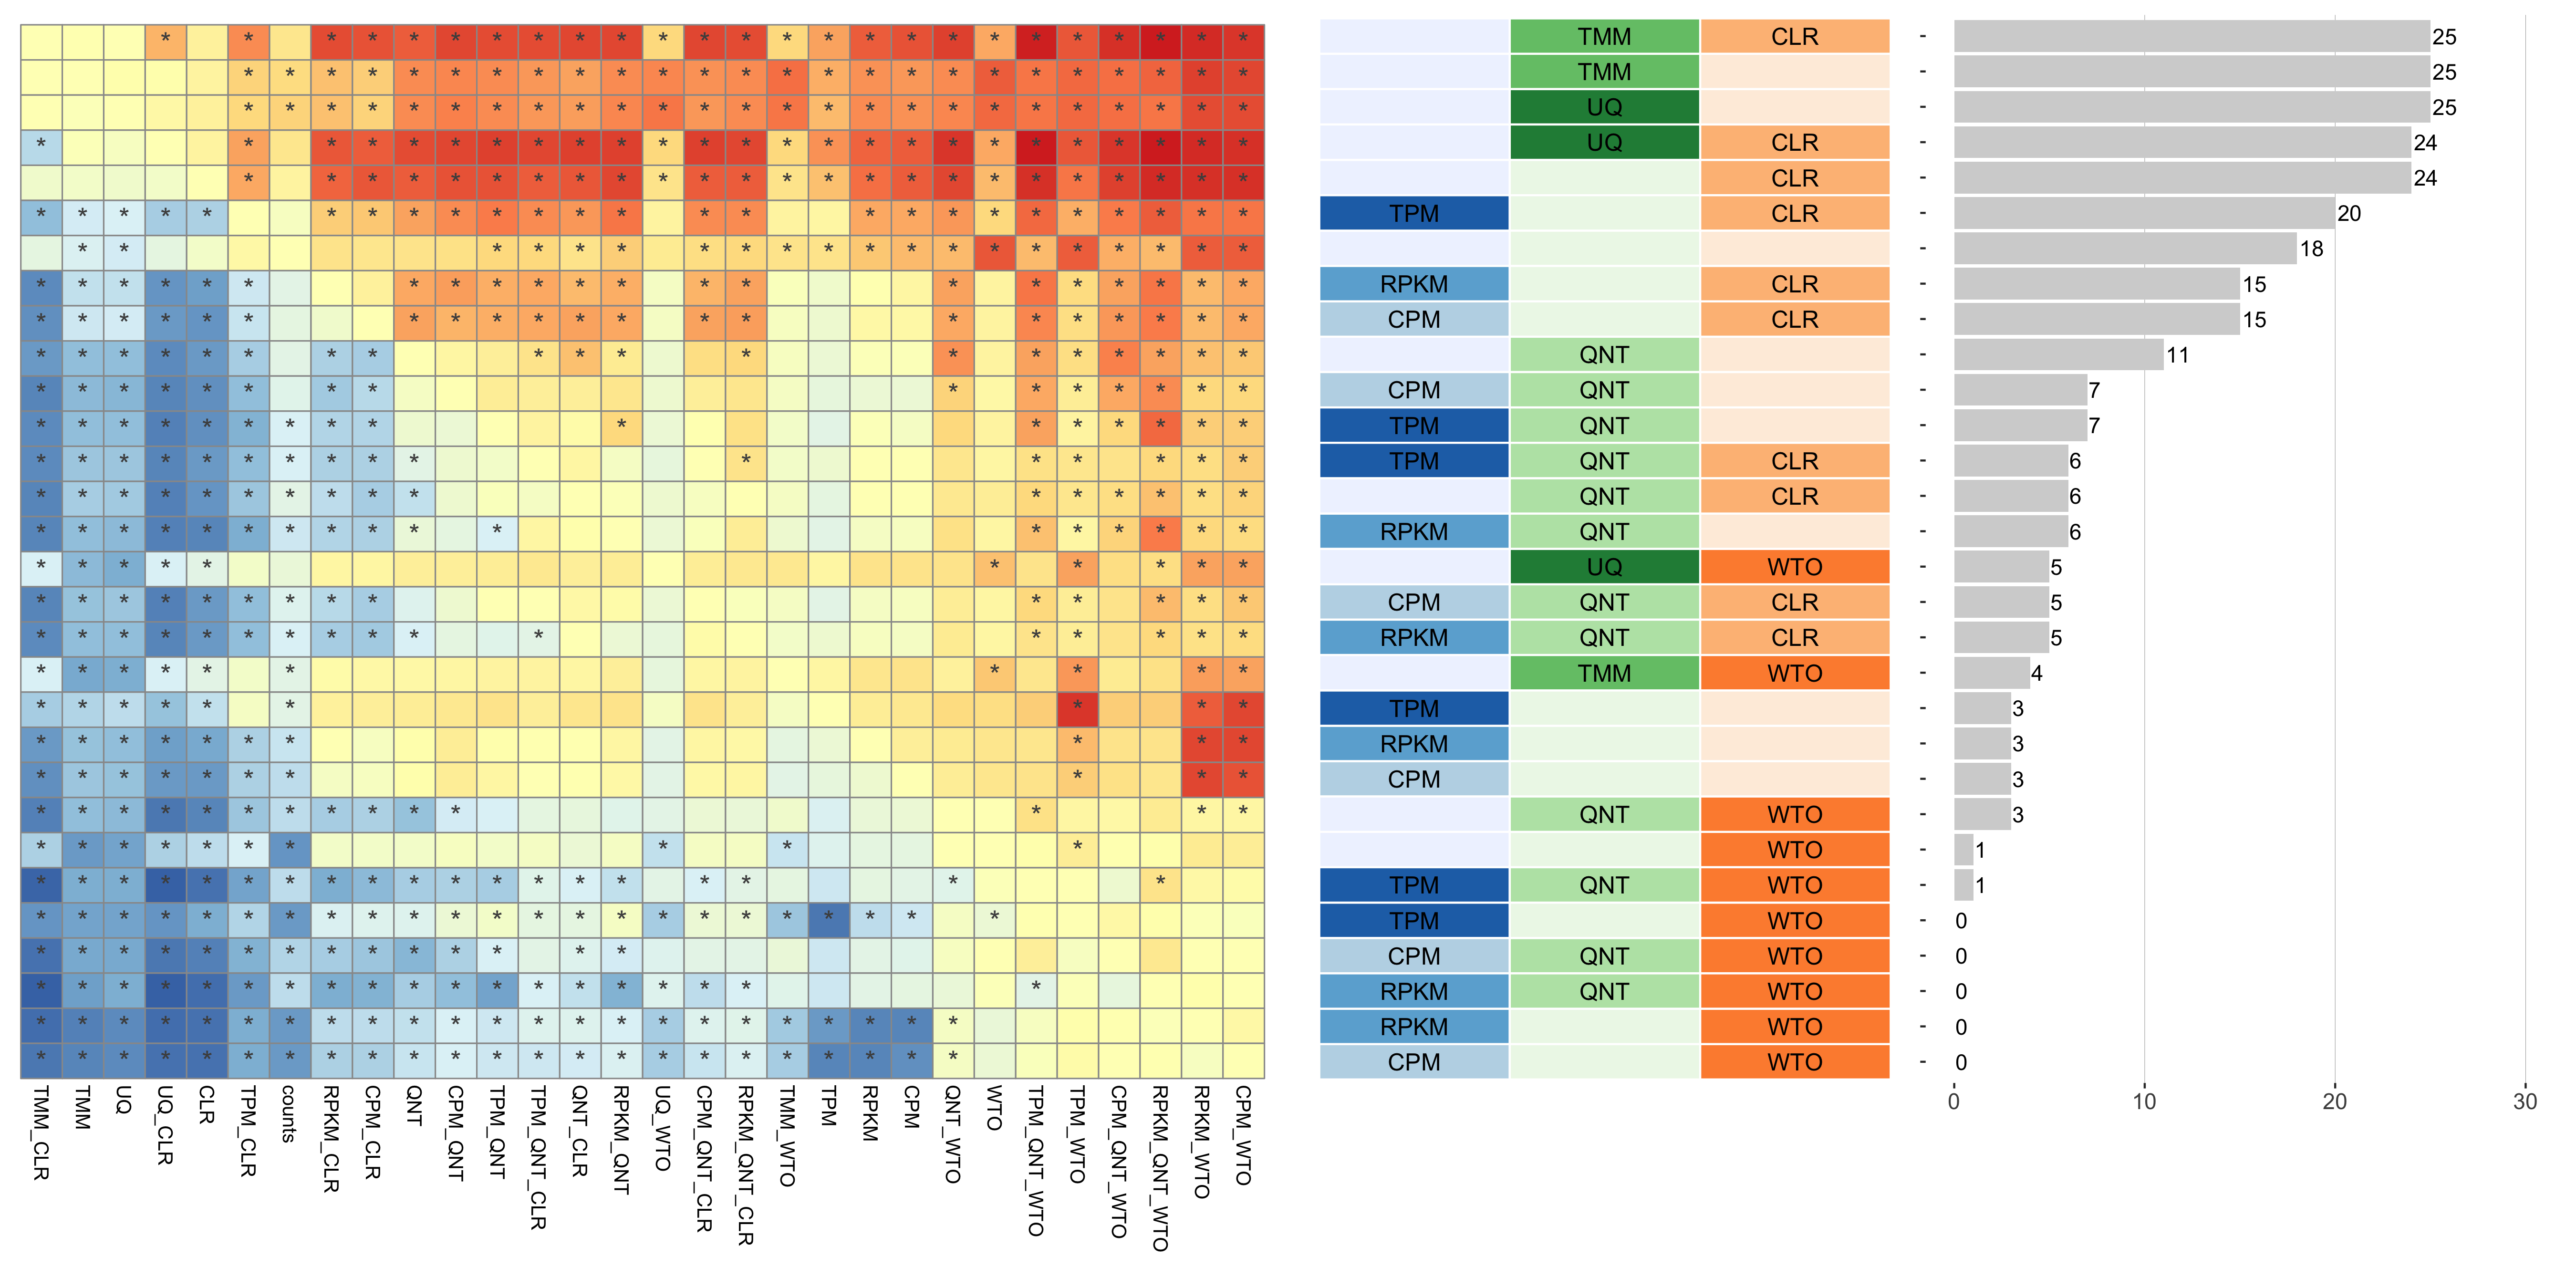 TMM CLR - 25
TMM - 25
UQ - 25
UQ CLR - 24
CLR - 24
TPM CLR - 20
- 18
RPKM CLR - 15
CPM CLR - 15
QNT - 11
CPM QNT - 7
TPM QNT - 7
TPM QNT CLR - 6
QNT CLR - 6
RPKM QNT - 6
UQ WTO - 5
CPM QNT CLR - 5
RPKM QNT CLR - 5
TMM WTO - 4
TPM - 3
RPKM - 3
CPM - 3
QNT WTO - 3
WTO - 1
TPM QNT WTO - 1
TPM WTO - 0
CPM QNT WTO - 0
RPKM QNT WTO - 0
RPKM WTO - 0
CPM WTO - 0
0 10 20 30
TMM_CLR
TMM
UQ
UQ_CLR
CLR
TPM_CLR
counts
RPKM_CLR
CPM_CLR
QNT
CPM_QNT
TPM_QNT
TPM_QNT_CLR
QNT_CLR
RPKM_QNT
UQ_WTO
CPM_QNT_CLR
RPKM_QNT_CLR
TMM_WTO
TPM
RPKM
CPM
QNT_WTO
WTO
TPM_QNT_WTO
TPM_WTO
CPM_QNT_WTO
RPKM_QNT_WTO
RPKM_WTO
CPM_WTO